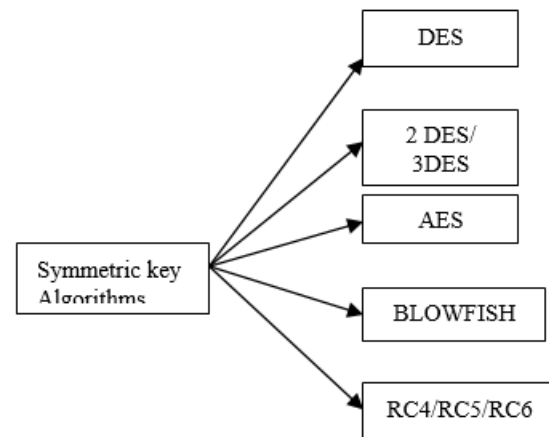 DES
2 DES/
3DES
AES
Symmetric key
Algorithms
BLOWFISH
RC4/RC5/RC6